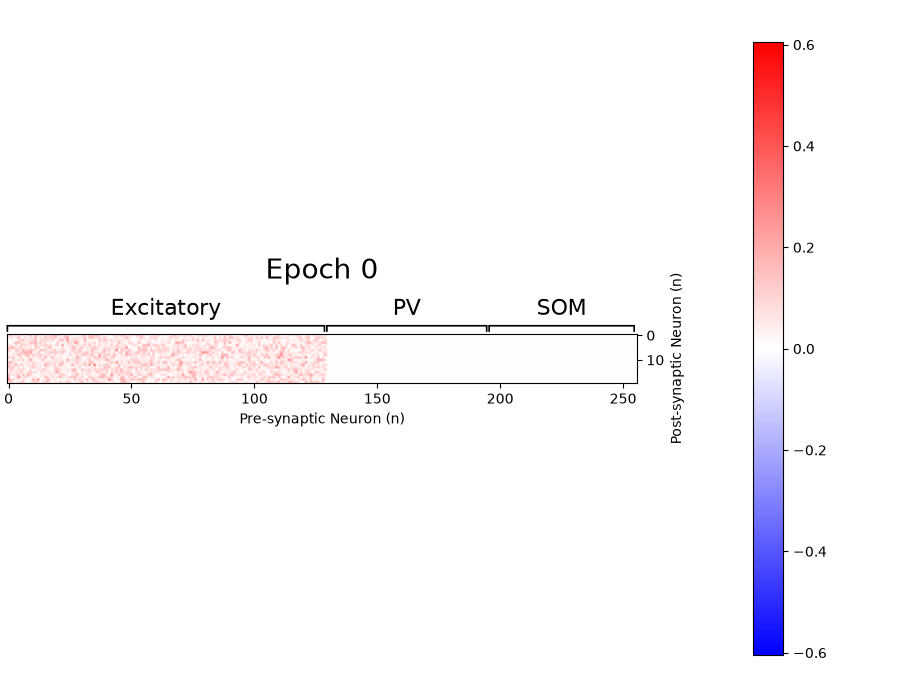 Epoch 0
Excitatory PV SOM
0
10
Post-synaptic Neuron (n)
0 50 100 150 200 250
Pre-synaptic Neuron (n)
0.6
0.4
0.2
0.0
−0.2
−0.4
−0.6